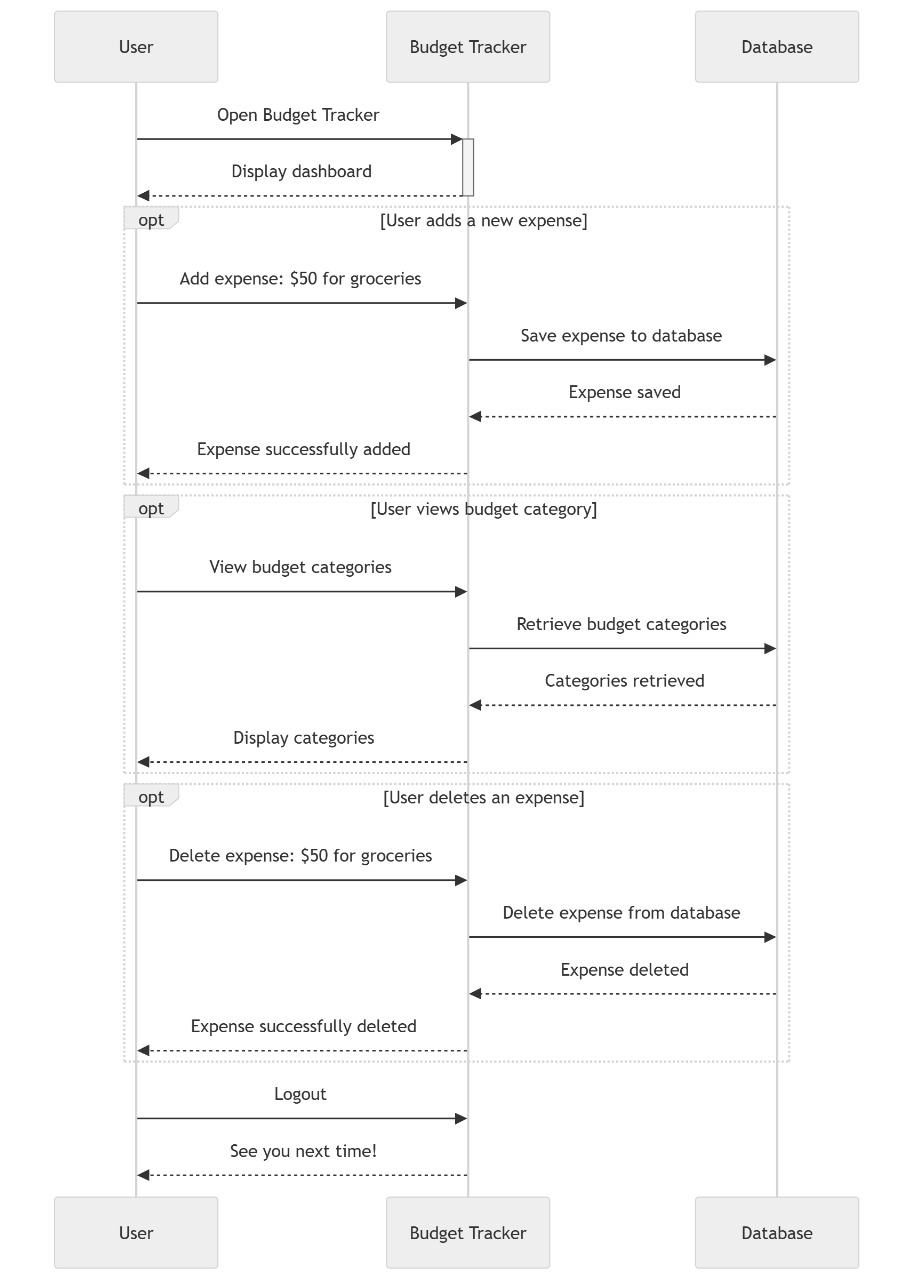 User
Budget Tracker
Database
Open Budget Tracker
Display dashboard
opt
[User adds a new expense]
Add expense: $50 for groceries
Save expense to database
Expense saved
Expense successfully added
opt
[User views budget category]
View budget categories
Retrieve budget categories
Categories retrieved
Display categories
opt
[User deletes an expense]
Delete expense: $50 for groceries
Delete expense from database
Expense deleted
Expense successfully deleted
Logout
See you next time!
User
Budget Tracker
Database